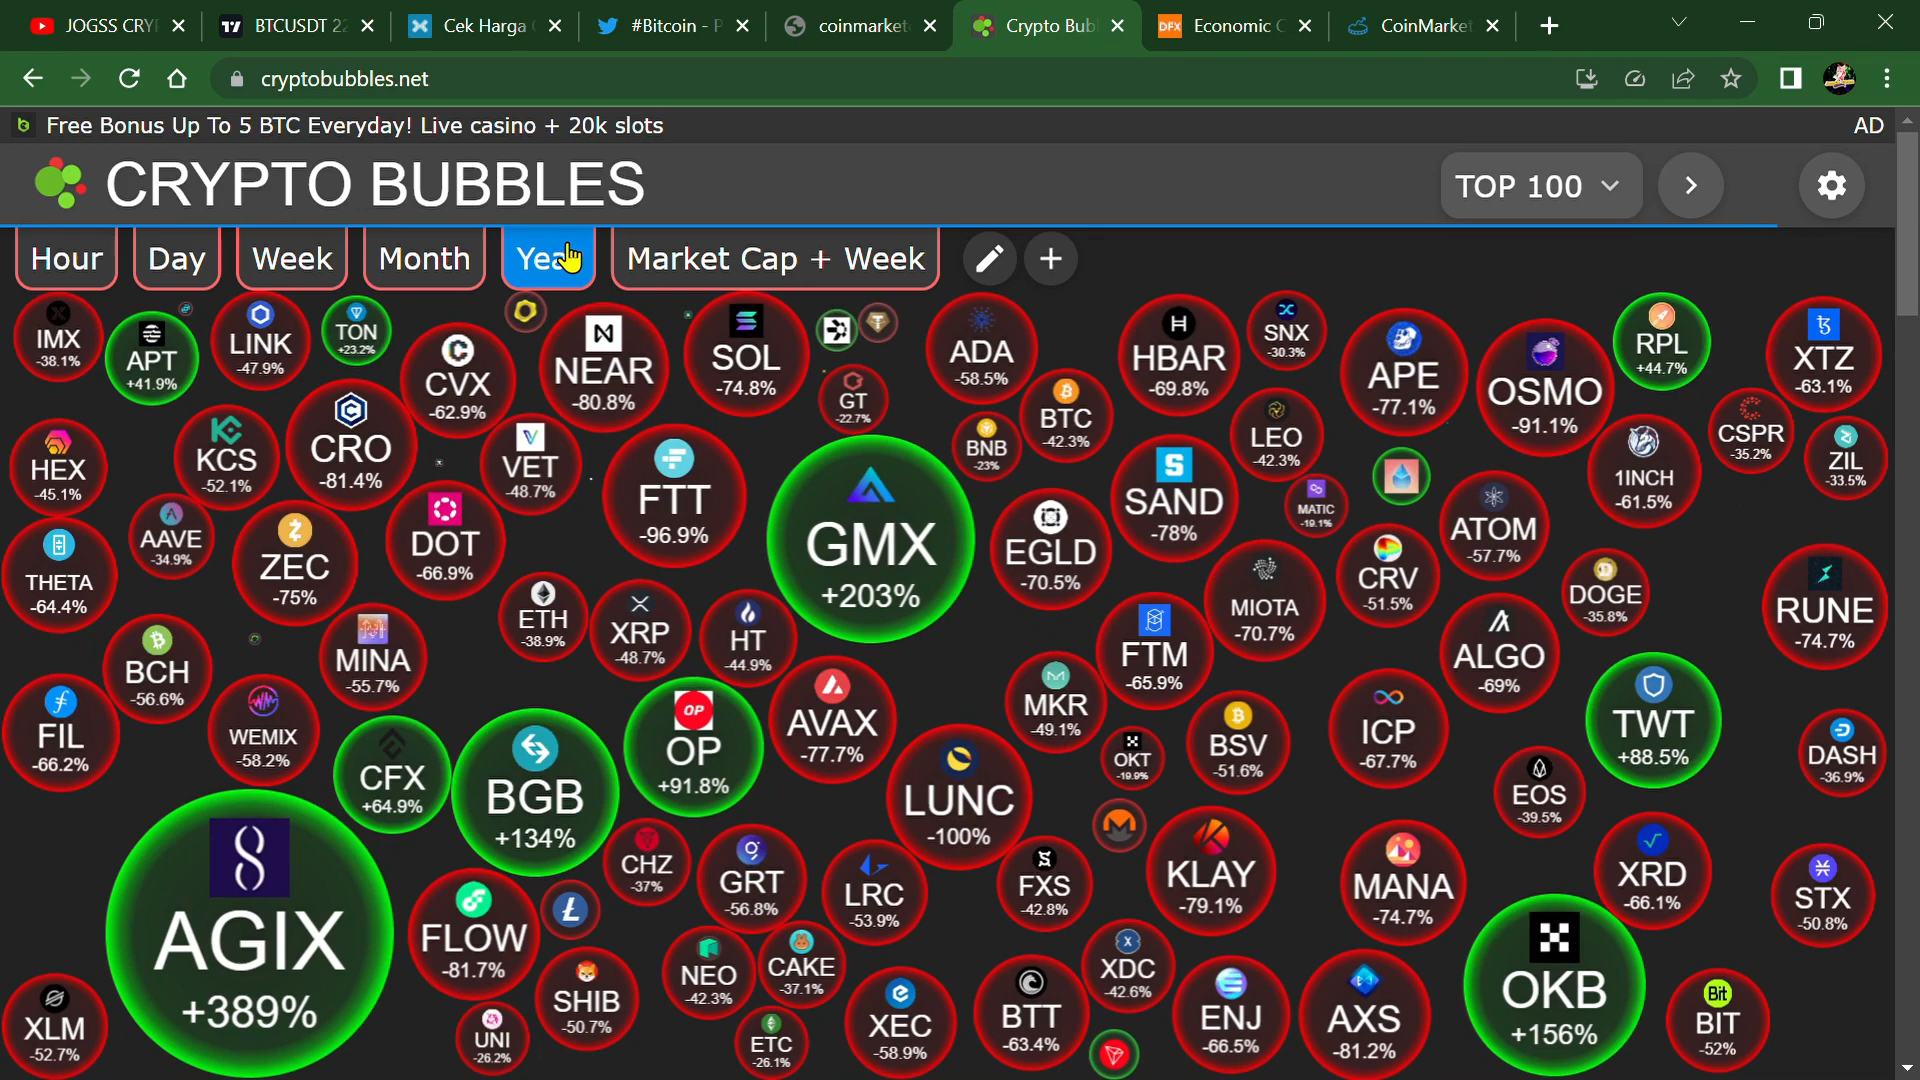 JOGSS CRY
BTCUSDT 22
Cek Harga
#Bitcoin - P
coinmarket
Crypto Bub
DFX
Economic C
CoinMarket
cryptobubbles.net
Free Bonus Up To 5 BTC Everyday! Live casino + 20k slots
AD
CRYPTO BUBBLES
TOP 100
Hour
Day
Week
Month
Year
Market Cap + Week
IMX
-38.1%
APT
+41.9%
LINK
-47.9%
TON
+23.2%
CVX
-62.9%
NEAR
-80.8%
SOL
-74.8%
GT
-22.7%
ADA
-58.5%
BTC
-42.3%
BNB
-23%
HBAR
-69.8%
SNX
-30.3%
LEO
-42.3%
APE
-77.1%
OSMO
-91.1%
RPL
+44.7%
XTZ
-63.1%
HEX
-45.1%
KCS
-52.1%
CRO
-81.4%
VET
-48.7%
FTT
-96.9%
GMX
+203%
EGLD
-70.5%
SAND
-78%
MATIC
-19.1%
ATOM
-57.7%
1INCH
-61.5%
CSPR
-35.2%
ZIL
-33.5%
THETA
-64.4%
AAVE
-34.9%
ZEC
-75%
DOT
-66.9%
ETH
-38.9%
XRP
-48.7%
HT
-44.9%
FTM
-65.9%
MIOTA
-70.7%
CRV
-51.5%
ALGO
-69%
DOGE
-35.8%
RUNE
-74.7%
FIL
-66.2%
BCH
-56.6%
WEMIX
-58.2%
MINA
-55.7%
CFX
+64.9%
BGB
+134%
OP
OP
+91.8%
AVAX
-77.7%
LUNC
-100%
MKR
-49.1%
OKT
-19.9%
BSV
-51.6%
ICP
-67.7%
EOS
-39.5%
TWT
+88.5%
DASH
-36.9%
AGIX
+389%
FLOW
-81.7%
CHZ
-37%
GRT
-56.8%
LRC
-53.9%
FXS
-42.8%
KLAY
-79.1%
MANA
-74.7%
XRD
-66.1%
STX
-50.8%
XLM
-52.7%
UNI
-26.2%
SHIB
-50.7%
NEO
-42.3%
CAKE
-37.1%
ETC
-26.1%
XEC
-58.9%
BTT
-63.4%
XDC
-42.6%
ENJ
-66.5%
AXS
-81.2%
OKB
+156%
Bit
BIT
-52%